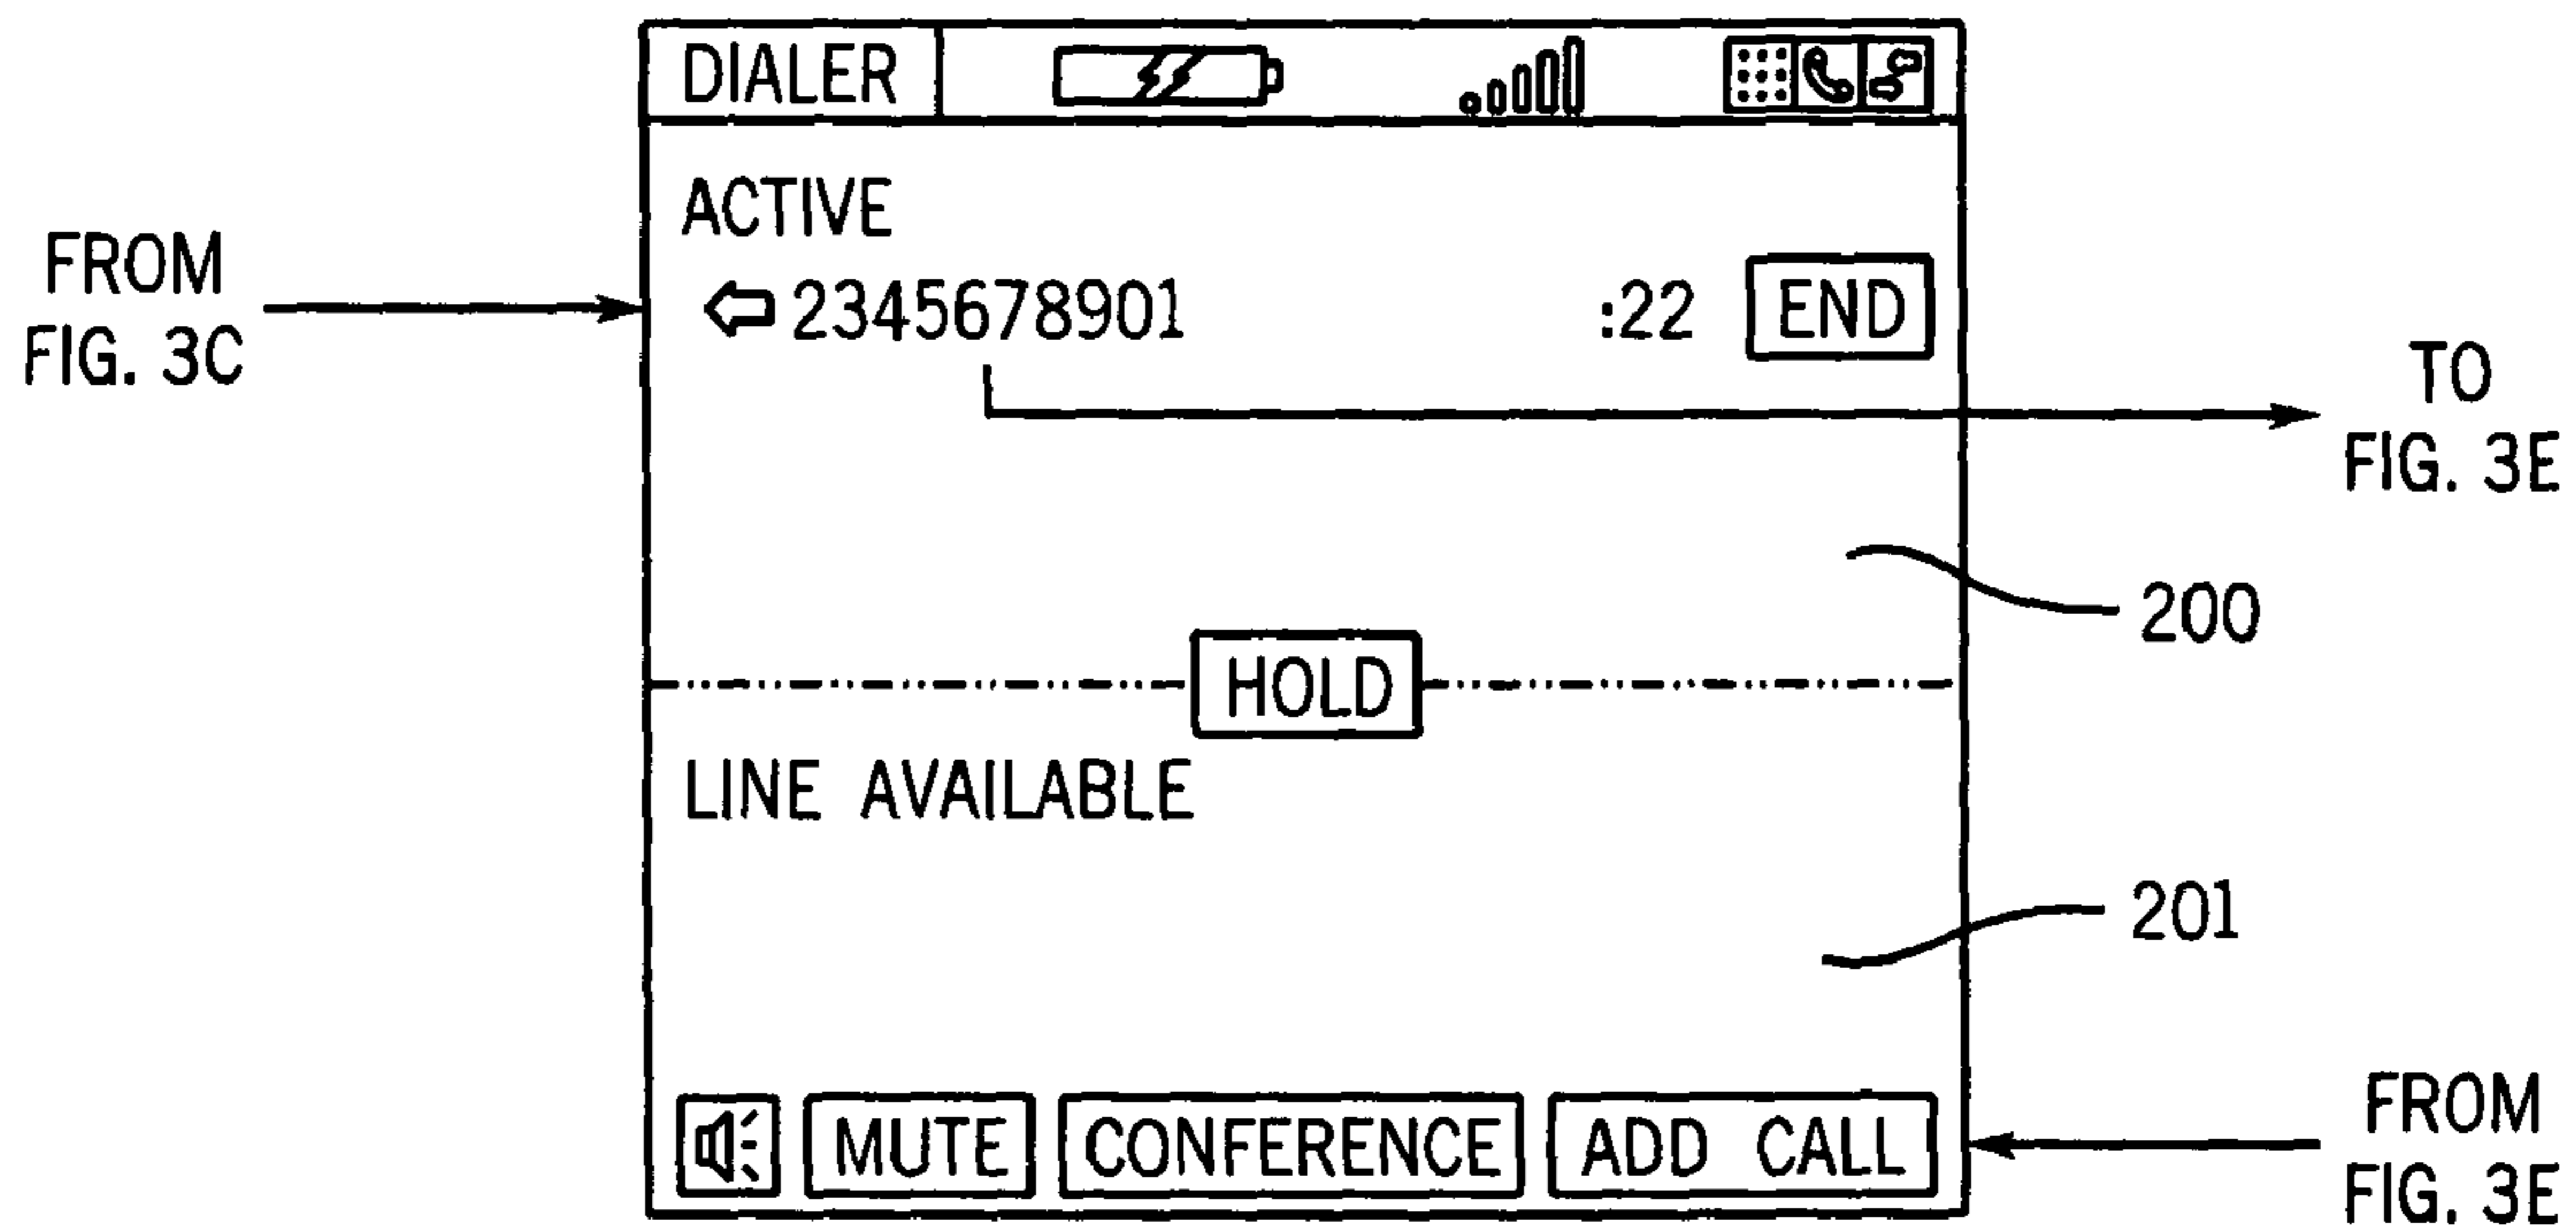 DIALER
ACTIVE
FROM
FIG. 3C
2345678901 :22 END
TO
FIG. 3E
200
HOLD
LINE AVAILABLE
201
MUTE CONFERENCE ADD CALL
FROM
FIG. 3E